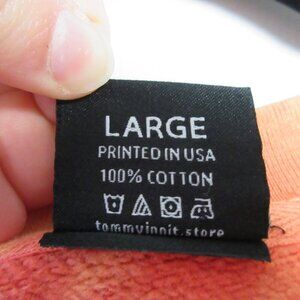 LARGE
PRINTED IN USA
100% COTTON
tommyinnit.store